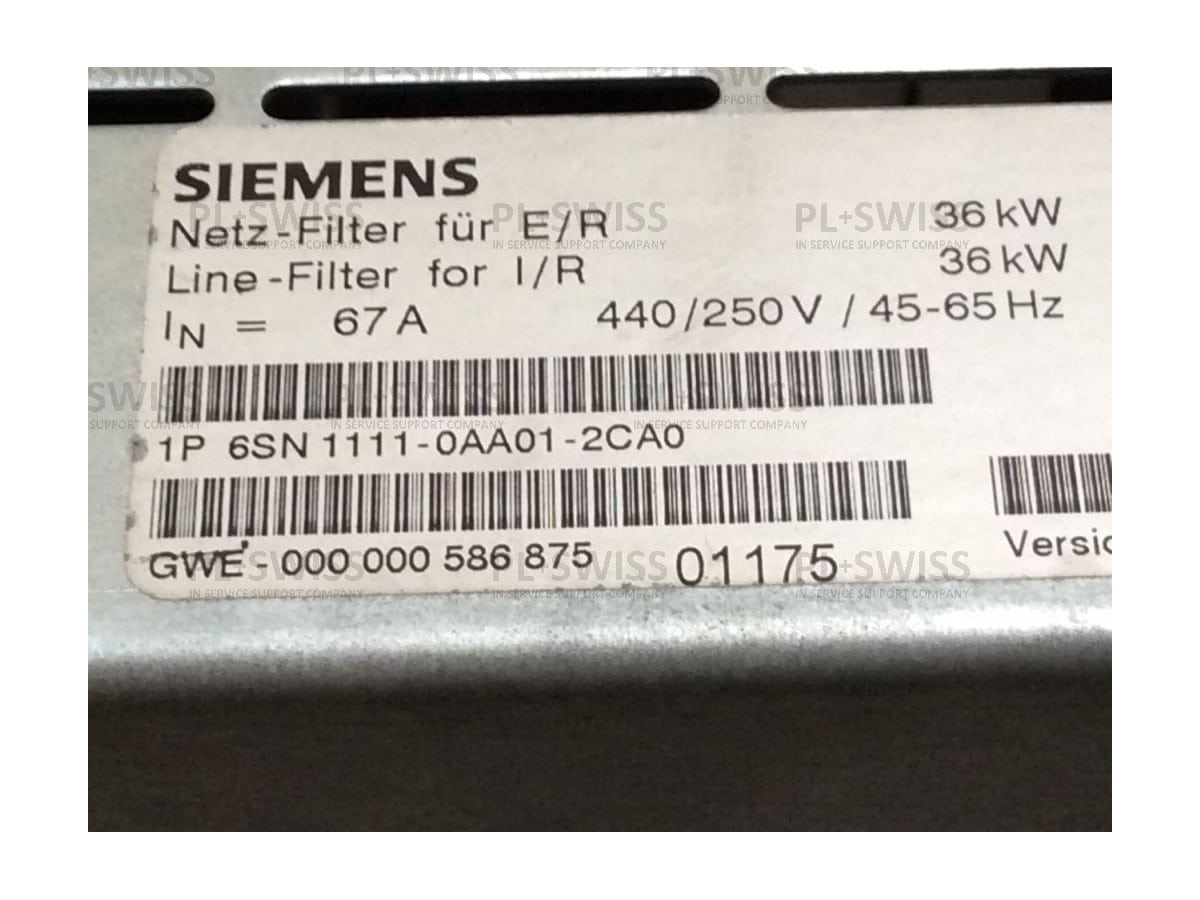 SIEMENS
Netz-Filter für E/R 36 kW
Line-Filter for I/R 36 kW
IN = 67 A 440/250 V / 45-65 Hz
1P 6SN 1111-0AA01-2CA0
GWE-000 000 586 875 01175
PL+SWISS
IN SERVICE SUPPORT COMPANY